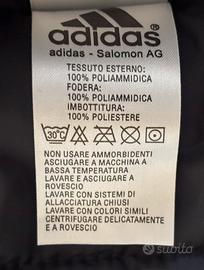 adidas
adidas - Salomon AG
TESSUTO ESTERNO:
100% POLIAMMIDICA
FODERA:
100% POLIAMMIDICA
IMBOTTITURA:
100% POLIESTERE
30°C
NON USARE AMMORBIDENTI
ASCIUGARE A MACCHINA A
BASSA TEMPERATURA
LAVARE ED ASCIUGARE A
ROVESCIO
LAVARE CON SISTEMI DI
ALLACCIATURA CHIUSI
LAVARE CON COLORI SIMILI
CENTRIFUGARE DELICATAMENTE
E A ROVESCIO
subito